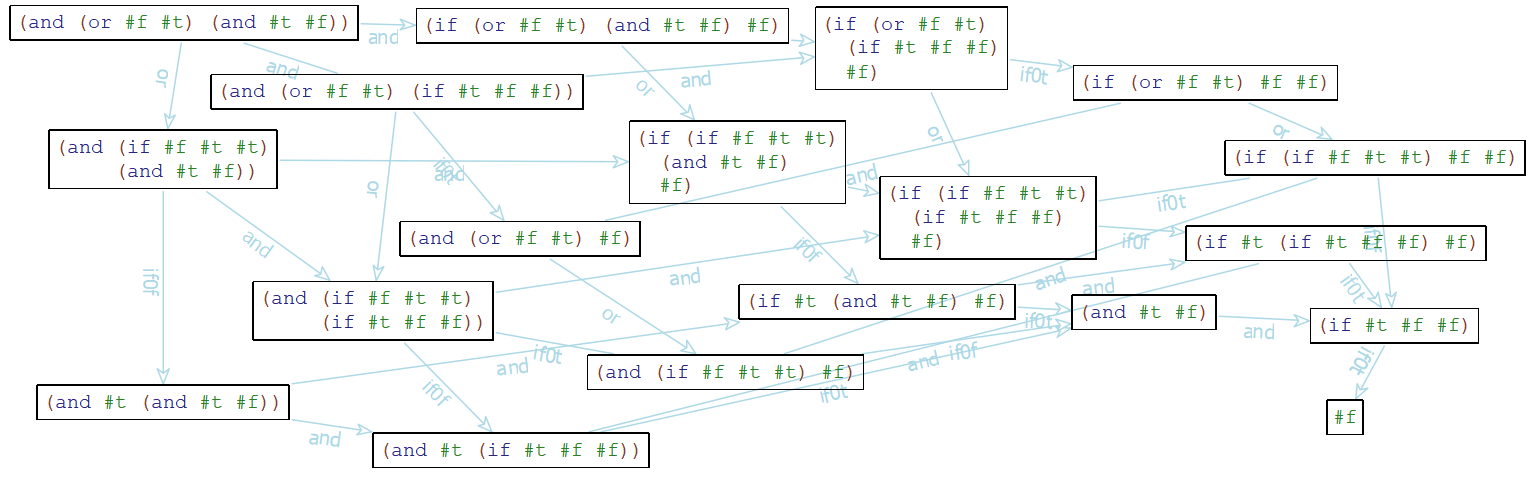 (and (or #f #t) (and #t #f))
and
(if (or #f #t) (and #t #f) #f)
(if (or #f #t)
(if #t #f #f)
#f)
if0t
(if (or #f #t) #f #f)
or
and
(and (or #f #t) (if #t #f #f))
and
or
or
or
(and (if #f #t #t)
(and #t #f))
and
if0t
or
(if (if #f #t #t)
(and #t #f)
#f)
and
(if (if #f #t #t)
(if #t #f #f)
#f)
if0t
(if (if #f #t #t) #f #f)
and
(and (or #f #t) #f)
if0f
if0f
(if #t (if #t #f #f) #f)
if0f
if0f
(and (if #f #t #t)
(if #t #f #f))
and
or
(if #t (and #t #f) #f)
and
and
if0t
(and #t #f)
and
if0t
(if #t #f #f)
if0t
and
if0t
(and (if #f #t #t) #f)
and
if0f
if0t
if0f
(and #t (and #t #f))
and
(and #t (if #t #f #f))
#f